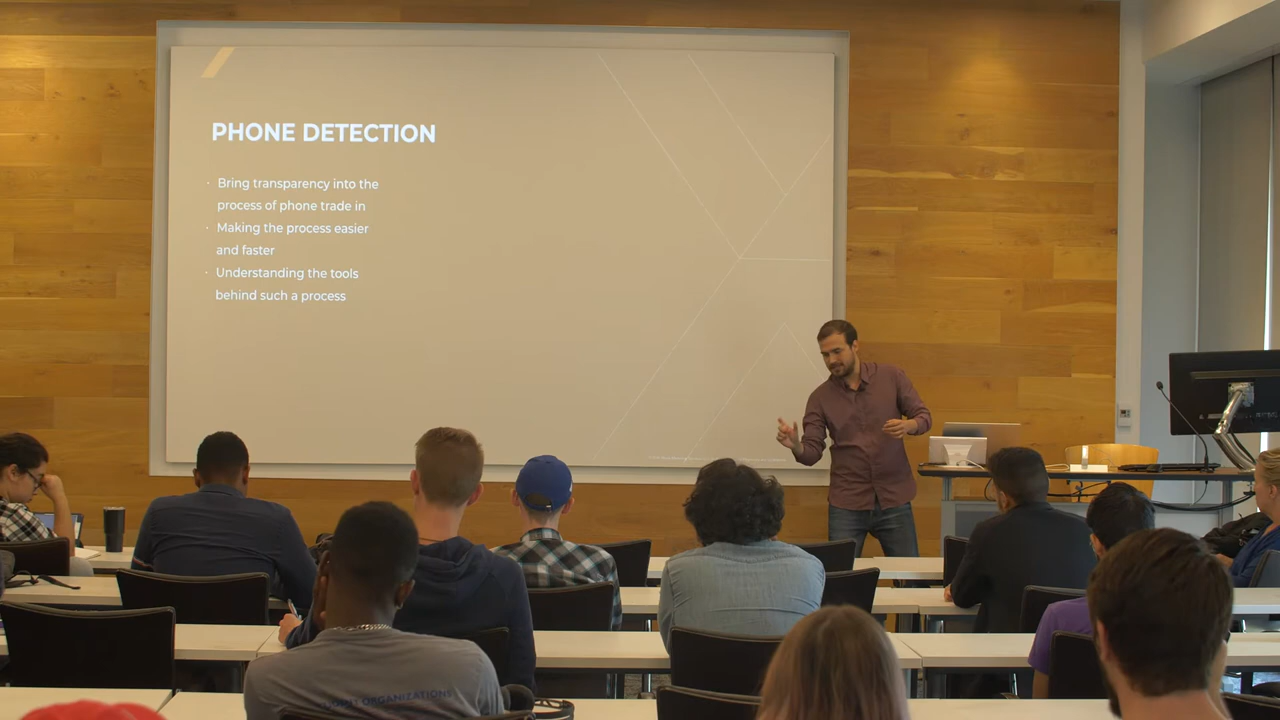 PHONE DETECTION
· Bring transparency into the
process of phone trade in
· Making the process easier
and faster
· Understanding the tools
behind such a process
ORGANIZATIONS